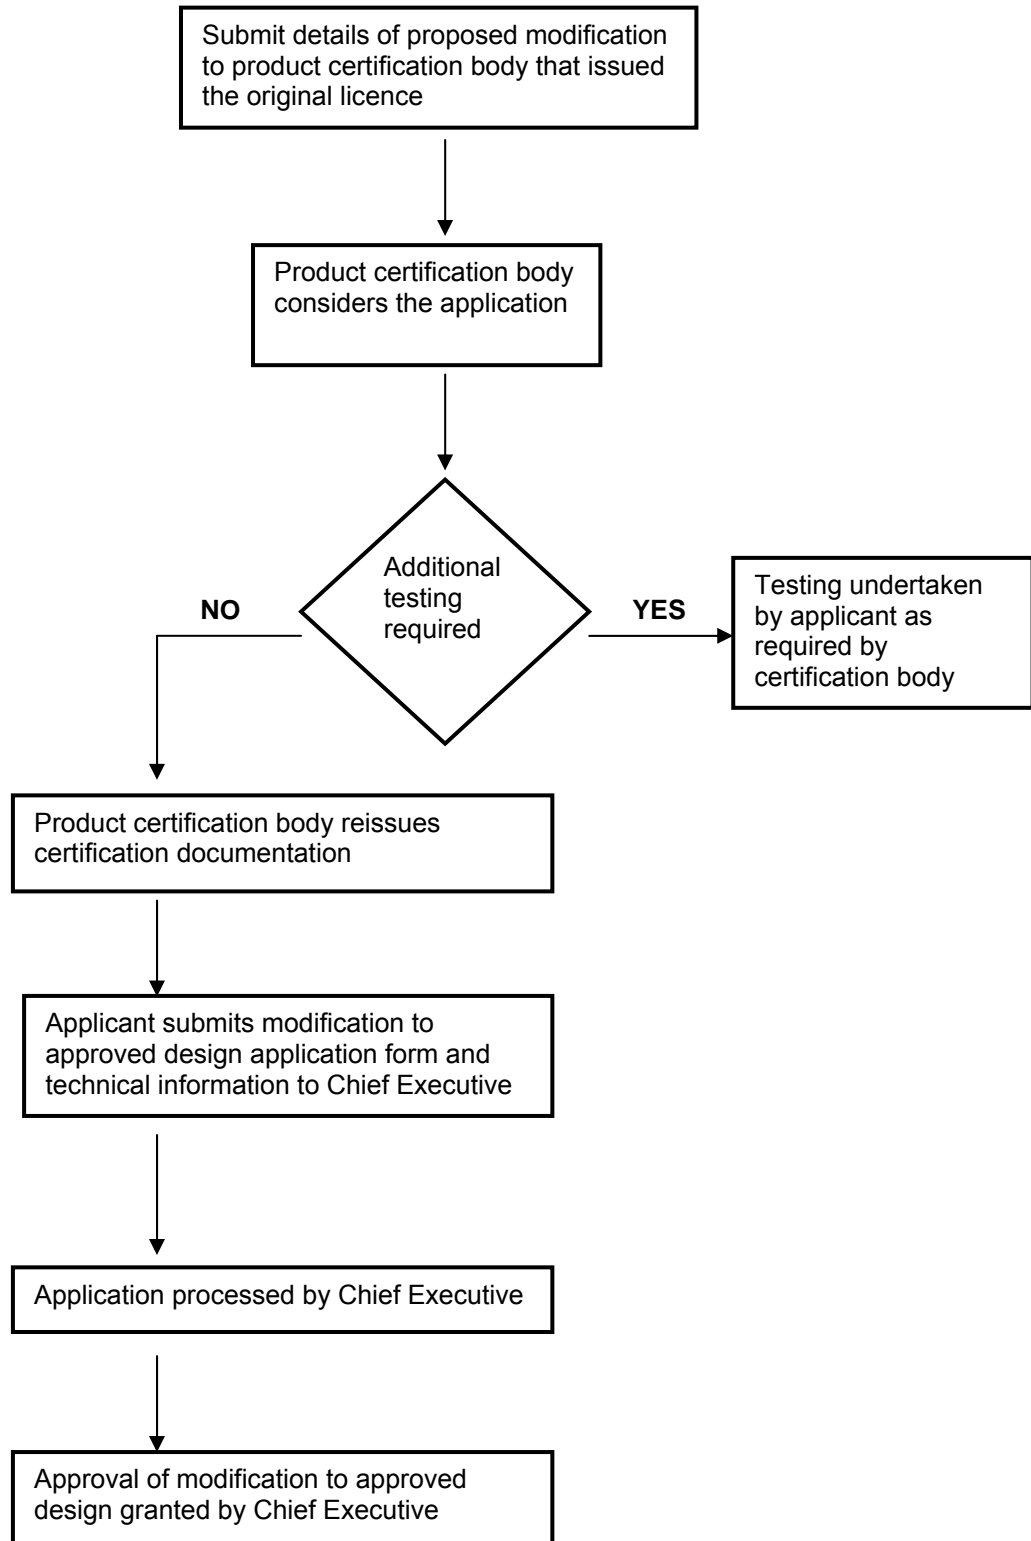 Submit details of proposed modification
to product certification body that issued
the original licence
Product certification body
considers the application
Additional
testing
required
NO
YES
Testing undertaken
by applicant as
required by
certification body
Product certification body reissues
certification documentation
Applicant submits modification to
approved design application form and
technical information to Chief Executive
Application processed by Chief Executive
Approval of modification to approved
design granted by Chief Executive